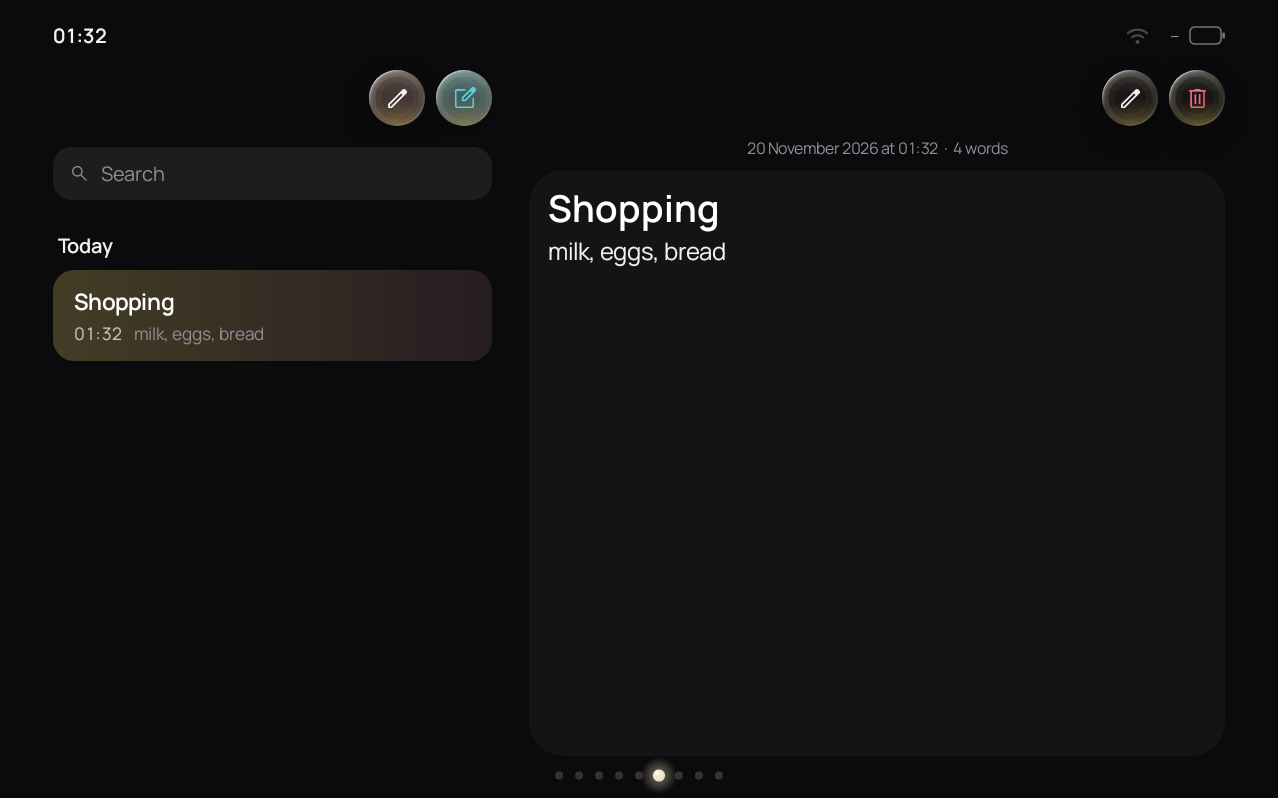 01:32
–
Search
Today
Shopping
01:32 milk, eggs, bread
20 November 2026 at 01:32 · 4 words
Shopping
milk, eggs, bread